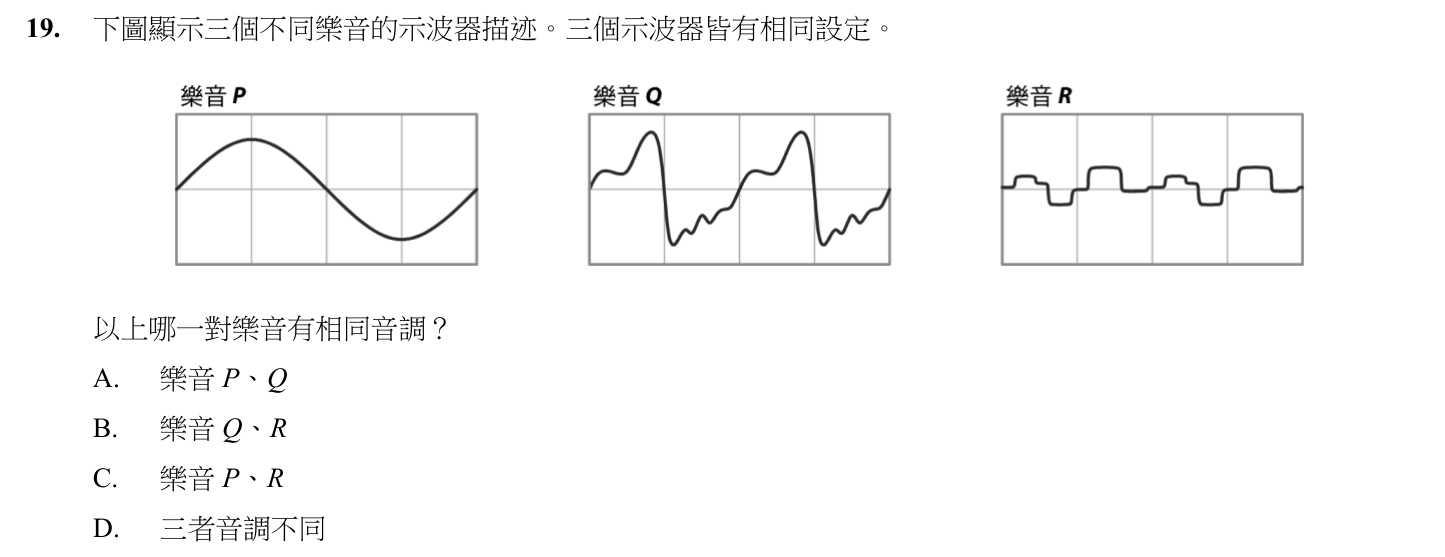 19. 下圖顯示三個不同樂音的示波器描迹。三個示波器皆有相同設定。
樂音 P 樂音 Q 樂音 R
以上哪一對樂音有相同音調？
A. 樂音 P、Q
B. 樂音 Q、R
C. 樂音 P、R
D. 三者音調不同